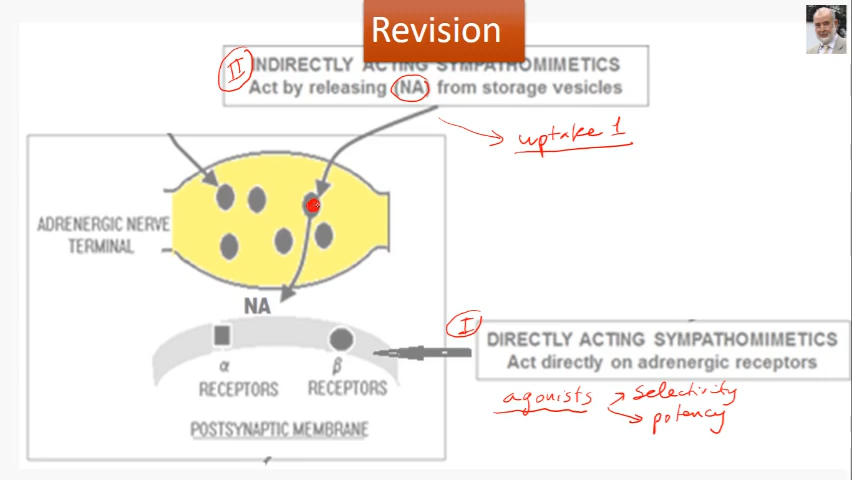 Revision
II
INDIRECTLY ACTING SYMPATHOMIMETICS
Act by releasing (NA) from storage vesicles
uptake 1
ADRENERGIC NERVE
TERMINAL
NA
α
RECEPTORS
β
RECEPTORS
POSTSYNAPTIC MEMBRANE
I
DIRECTLY ACTING SYMPATHOMIMETICS
Act directly on adrenergic receptors
agonists
selectivity
potency